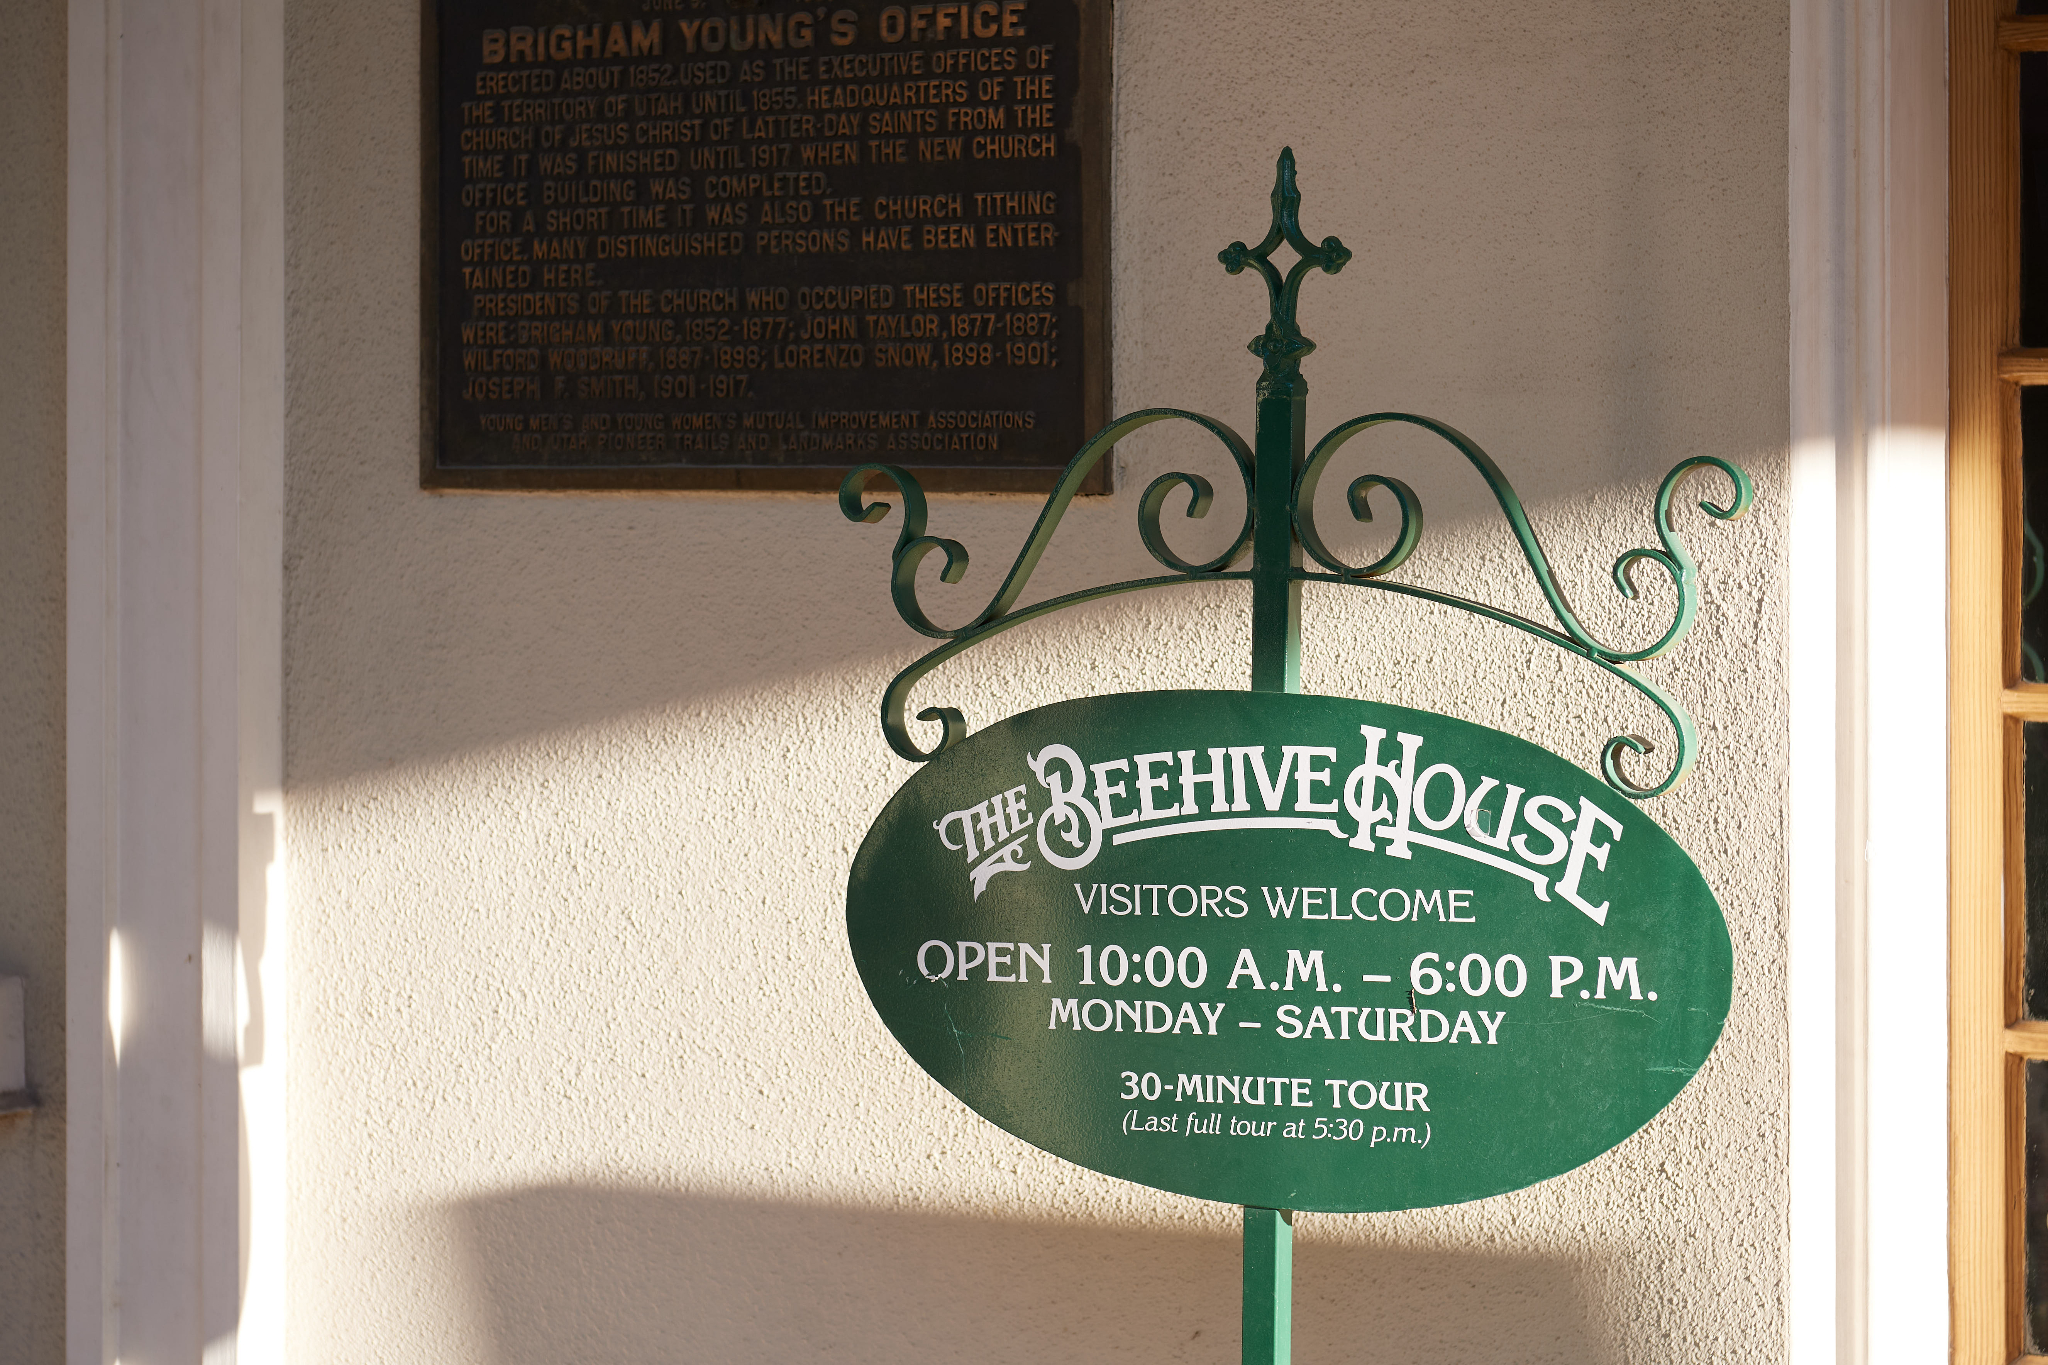 JUNE 5,
BRIGHAM YOUNG'S OFFICE
ERECTED ABOUT 1852. USED AS THE EXECUTIVE OFFICES OF
THE TERRITORY OF UTAH UNTIL 1855. HEADQUARTERS OF THE
CHURCH OF JESUS CHRIST OF LATTER-DAY SAINTS FROM THE
TIME IT WAS FINISHED UNTIL 1917 WHEN THE NEW CHURCH
OFFICE BUILDING WAS COMPLETED.
FOR A SHORT TIME IT WAS ALSO THE CHURCH TITHING
OFFICE. MANY DISTINGUISHED PERSONS HAVE BEEN ENTER-
TAINED HERE.
PRESIDENTS OF THE CHURCH WHO OCCUPIED THESE OFFICES
WERE: BRIGHAM YOUNG, 1852-1877; JOHN TAYLOR, 1877-1887;
WILFORD WOODRUFF, 1887-1898; LORENZO SNOW, 1898-1901;
JOSEPH F. SMITH, 1901-1917.
YOUNG MEN'S AND YOUNG WOMEN'S MUTUAL IMPROVEMENT ASSOCIATIONS
AND UTAH PIONEER TRAILS AND LANDMARKS ASSOCIATION
THE BEEHIVE HOUSE
VISITORS WELCOME
OPEN 10:00 A.M. – 6:00 P.M.
MONDAY – SATURDAY
30-MINUTE TOUR
(Last full tour at 5:30 p.m.)